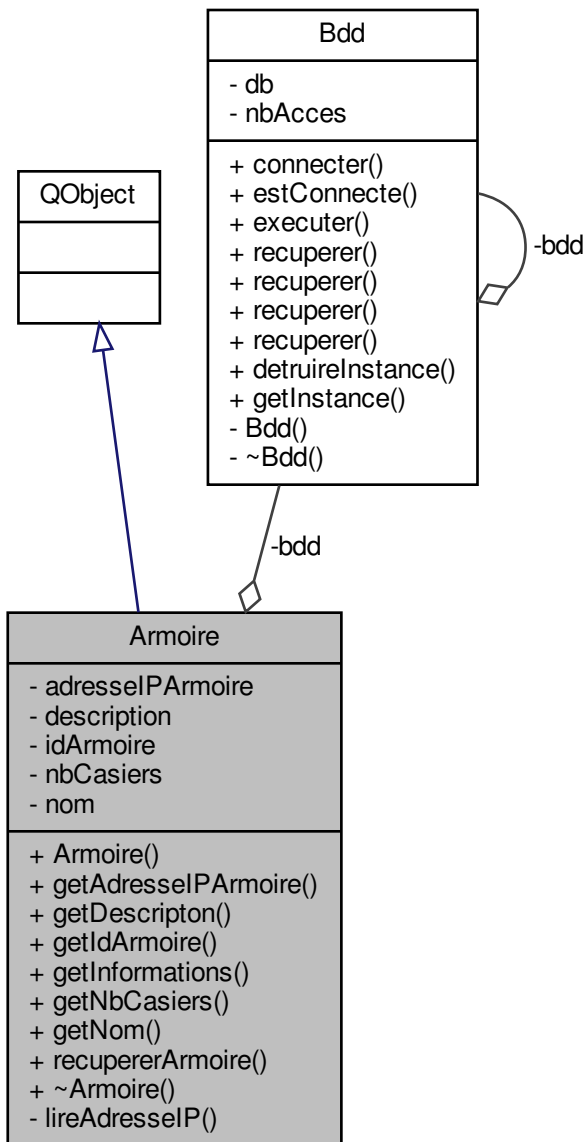 Bdd
- db
- nbAcces
+ connecter()
+ estConnecte()
+ executer()
+ recuperer()
+ recuperer()
+ recuperer()
+ recuperer()
+ detruireInstance()
+ getInstance()
- Bdd()
- ~Bdd()
-bdd
QObject
-bdd
Armoire
- adresseIPArmoire
- description
- idArmoire
- nbCasiers
- nom
+ Armoire()
+ getAdresseIPArmoire()
+ getDescripton()
+ getIdArmoire()
+ getInformations()
+ getNbCasiers()
+ getNom()
+ recupererArmoire()
+ ~Armoire()
- lireAdresseIP()